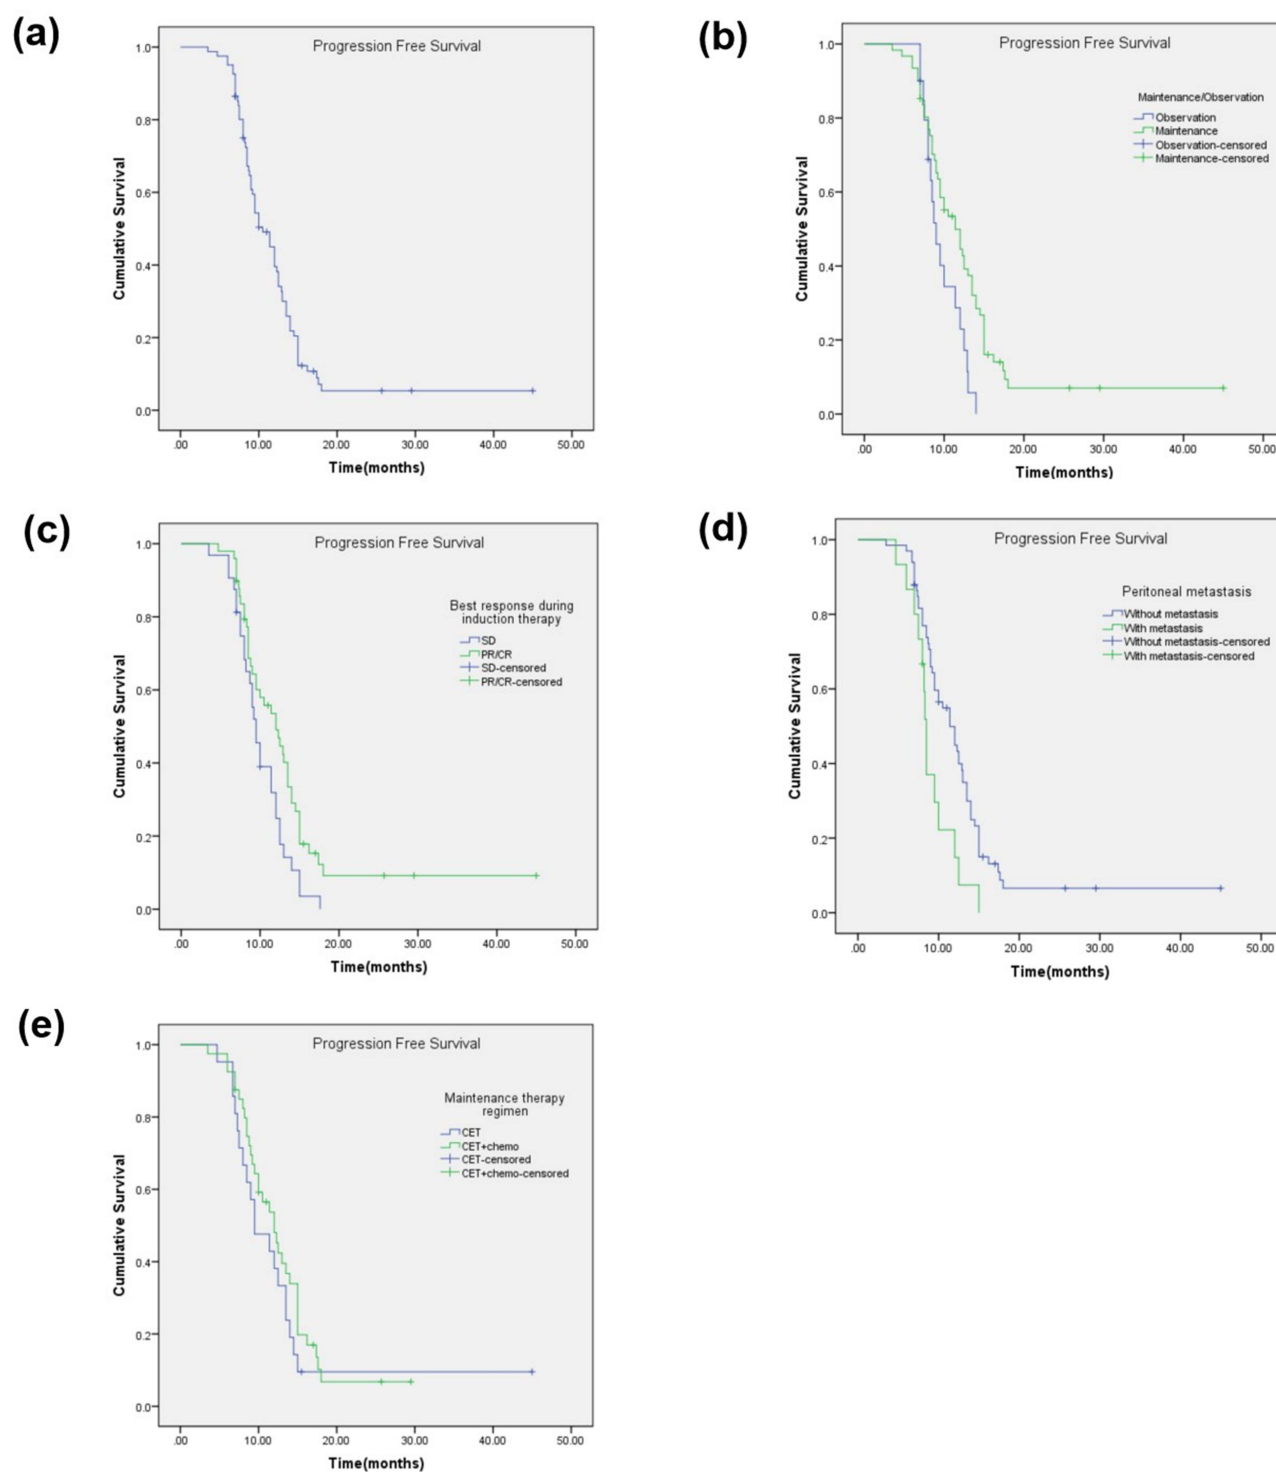 (a)
Progression Free Survival
1.0
0.8
0.6
0.4
0.2
0.0
Cumulative Survival
.00 10.00 20.00 30.00 40.00 50.00
Time(months)
(b)
Progression Free Survival
Maintenance/Observation
Observation
Maintenance
Observation-censored
Maintenance-censored
1.0
0.8
0.6
0.4
0.2
0.0
Cumulative Survival
.00 10.00 20.00 30.00 40.00 50.00
Time(months)
(c)
Progression Free Survival
Best response during
induction therapy
SD
PR/CR
SD-censored
PR/CR-censored
1.0
0.8
0.6
0.4
0.2
0.0
Cumulative Survival
.00 10.00 20.00 30.00 40.00 50.00
Time(months)
(d)
Progression Free Survival
Peritoneal metastasis
Without metastasis
With metastasis
Without metastasis-censored
With metastasis-censored
1.0
0.8
0.6
0.4
0.2
0.0
Cumulative Survival
.00 10.00 20.00 30.00 40.00 50.00
Time(months)
(e)
Progression Free Survival
Maintenance therapy
regimen
CET
CET+chemo
CET-censored
CET+chemo-censored
1.0
0.8
0.6
0.4
0.2
0.0
Cumulative Survival
.00 10.00 20.00 30.00 40.00 50.00
Time(months)